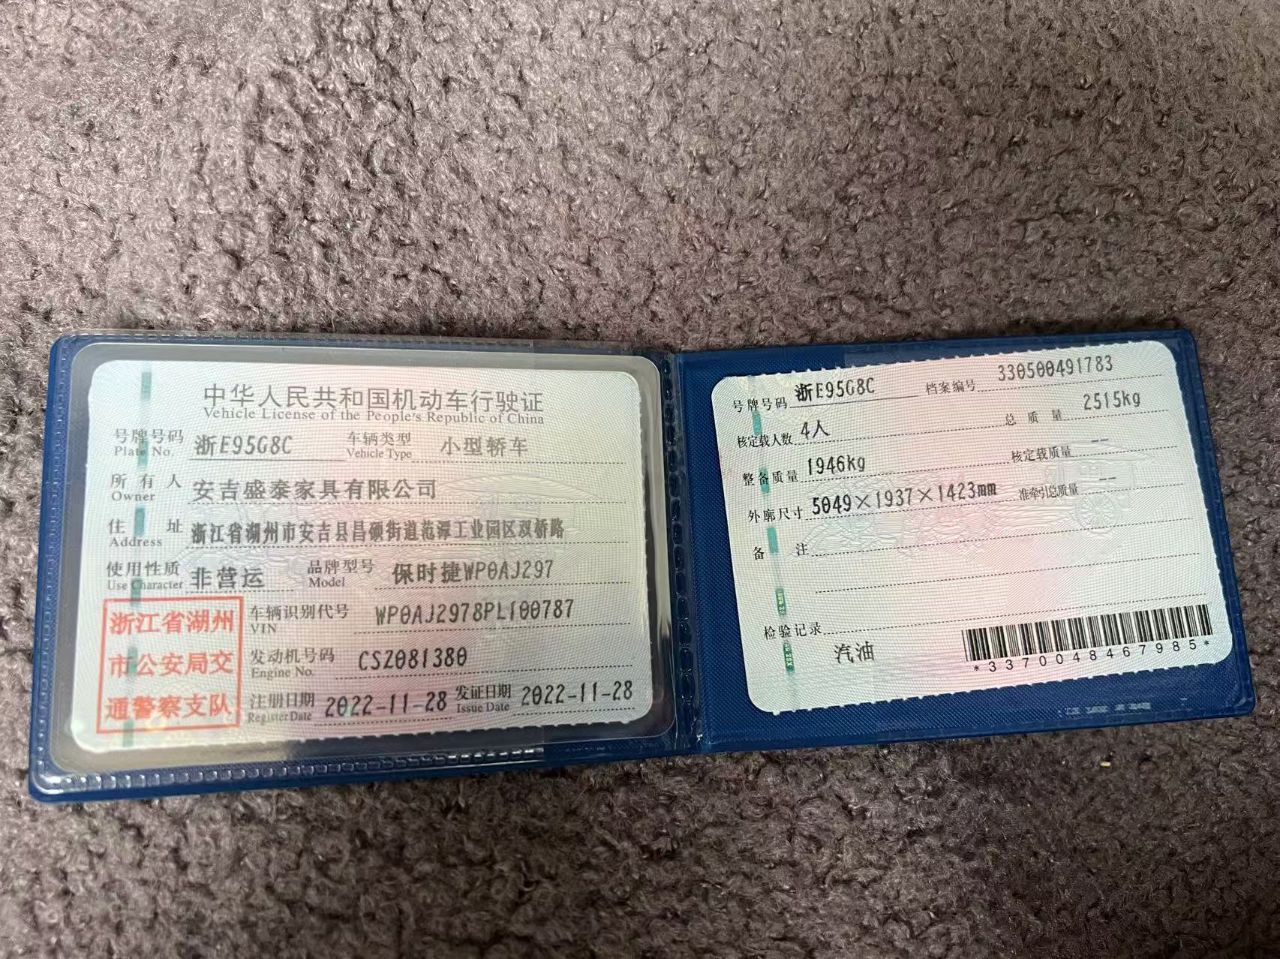 中华人民共和国机动车行驶证
Vehicle License of the People's Republic of China
号牌号码 浙E95G8C 车辆类型 小型轿车
Plate No. Vehicle Type
所有人 安吉盛泰家具有限公司
Owner
住址 浙江省湖州市安吉县昌硕街道范潭工业园区双桥路
Address
使用性质 非营运 品牌型号 保时捷WP0AJ297
Use Character Model
浙江省湖州
市公安局交
通警察支队
车辆识别代号 WP0AJ2978PL100787
VIN
发动机号码 CSZ081380
Engine No.
注册日期 2022-11-28 发证日期 2022-11-28
Register Date Issue Date
号牌号码 浙E95G8C 档案编号 330500491783
核定载人数 4人 总质量 2515kg
整备质量 1946kg 核定载质量 --
外廓尺寸 5049×1937×1423mm 准牵引总质量 --
备注
检验记录
汽油
*3370048467985*